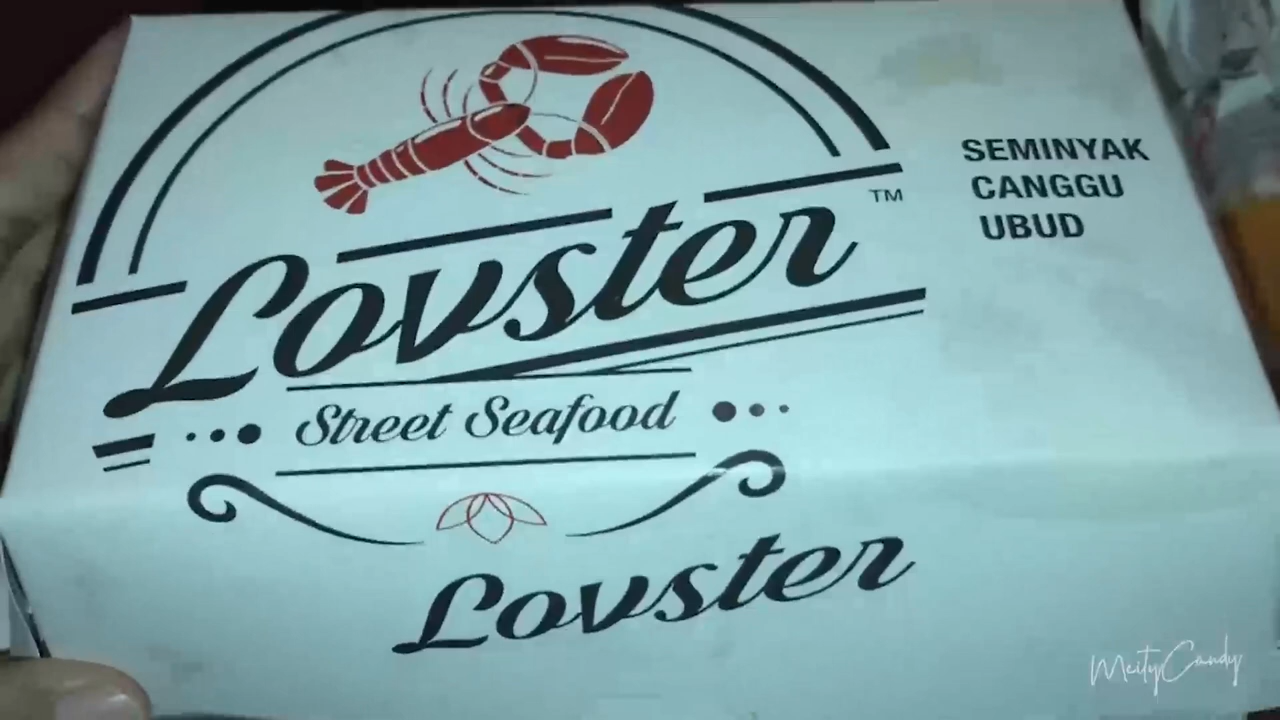 Lovster
TM
Street Seafood
Lovster
SEMINYAK
CANGGU
UBUD
MeityCandy